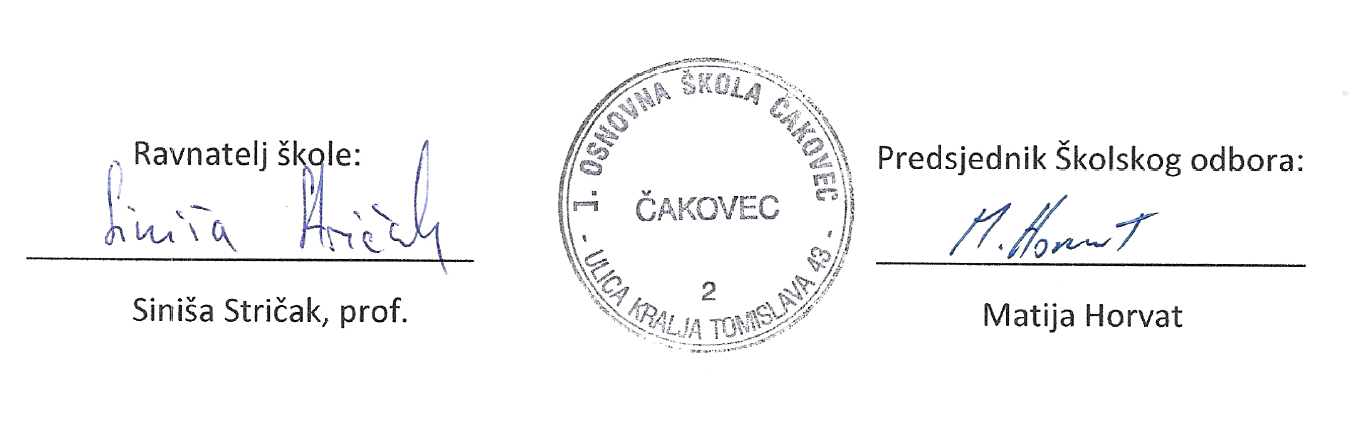 Ravnatelj škole:
Siniša Stričak
Siniša Stričak, prof.
1. OSNOVNA ŠKOLA ČAKOVEC
ČAKOVEC
2
- ULICA KRALJA TOMISLAVA 43 -
Predsjednik Školskog odbora:
M. Horvat
Matija Horvat